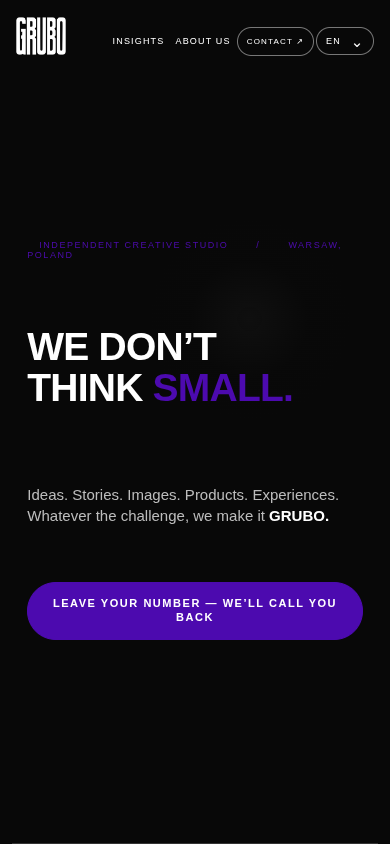 GRUBO
INSIGHTS ABOUT US CONTACT ↗ EN
INDEPENDENT CREATIVE STUDIO / WARSAW,
POLAND
WE DON’T
THINK SMALL.
Ideas. Stories. Images. Products. Experiences.
Whatever the challenge, we make it GRUBO.
LEAVE YOUR NUMBER — WE’LL CALL YOU
BACK